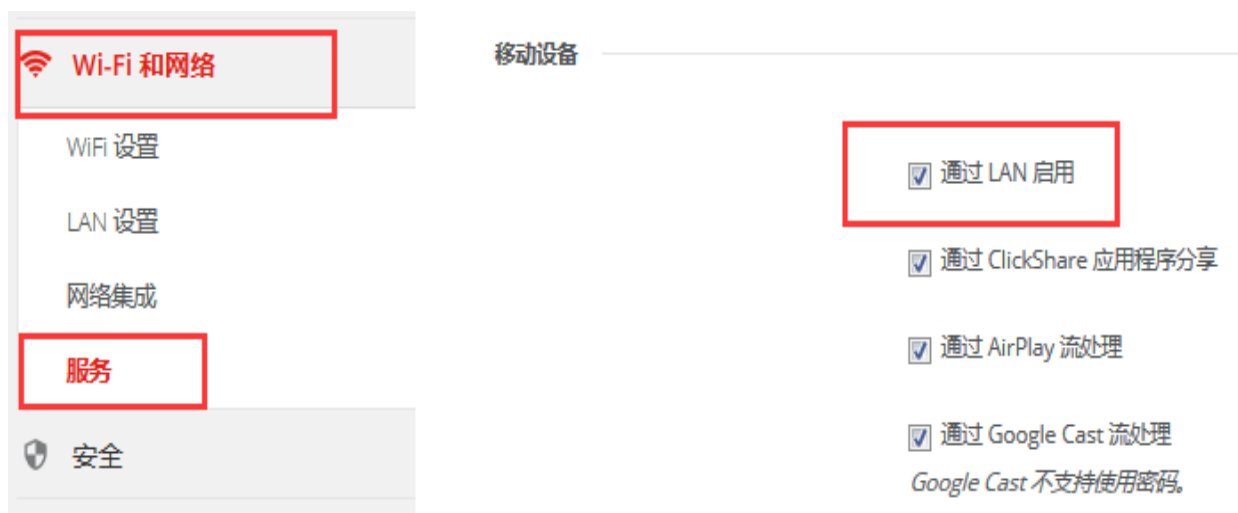 Wi-Fi 和网络
WiFi 设置
LAN 设置
网络集成
服务
安全
移动设备
通过 LAN 启用
通过 ClickShare 应用程序分享
通过 AirPlay 流处理
通过 Google Cast 流处理
Google Cast 不支持使用密码。